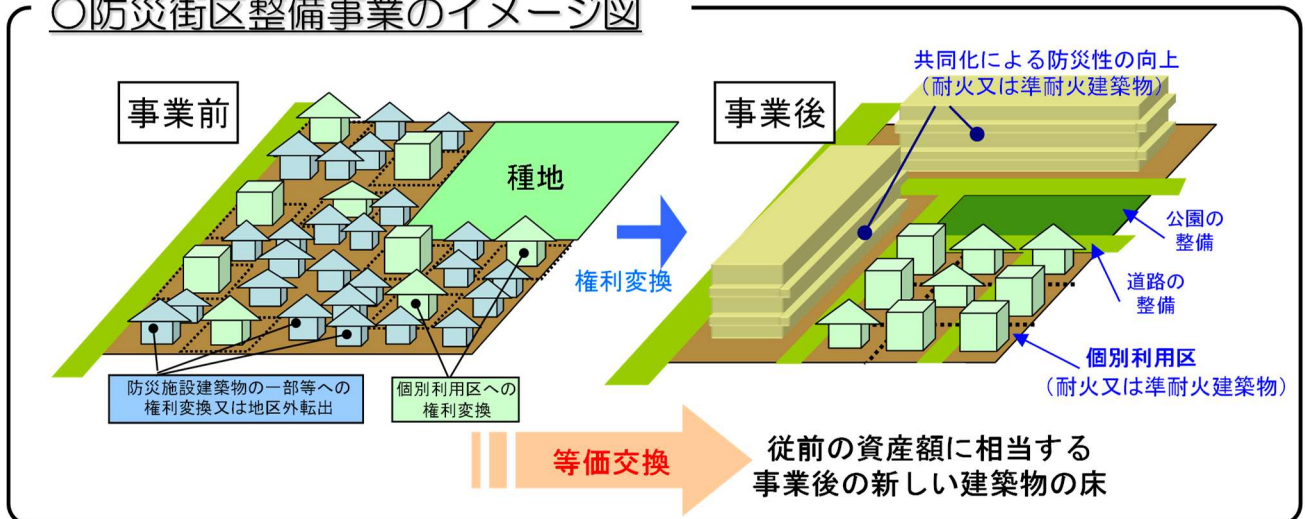 〇防災街区整備事業のイメージ図
事業前
種地
権利変換
防災施設建築物の一部等への
権利変換又は地区外転出
個別利用区への
権利変換
事業後
共同化による防災性の向上
（耐火又は準耐火建築物）
公園の
整備
道路の
整備
個別利用区
（耐火又は準耐火建築物）
等価交換
従前の資産額に相当する
事業後の新しい建築物の床